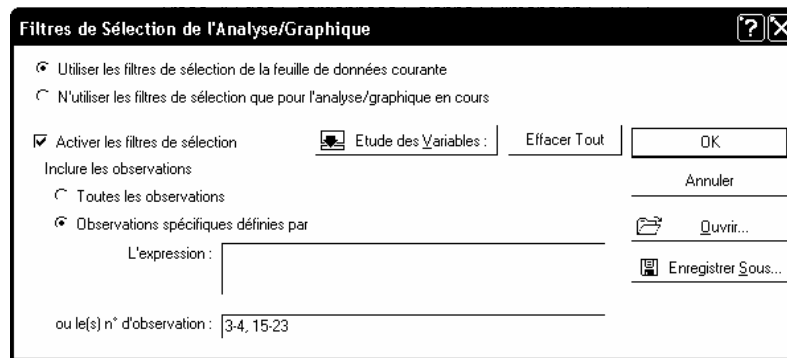 Filtres de Sélection de l'Analyse/Graphique
Utiliser les filtres de sélection de la feuille de données courante
N'utiliser les filtres de sélection que pour l'analyse/graphique en cours
Activer les filtres de sélection
Etude des Variables :
Effacer Tout
OK
Inclure les observations
Annuler
Toutes les observations
Observations spécifiques définies par
Ouvrir...
L'expression :
Enregistrer Sous...
ou le(s) n° d'observation :
3-4, 15-23